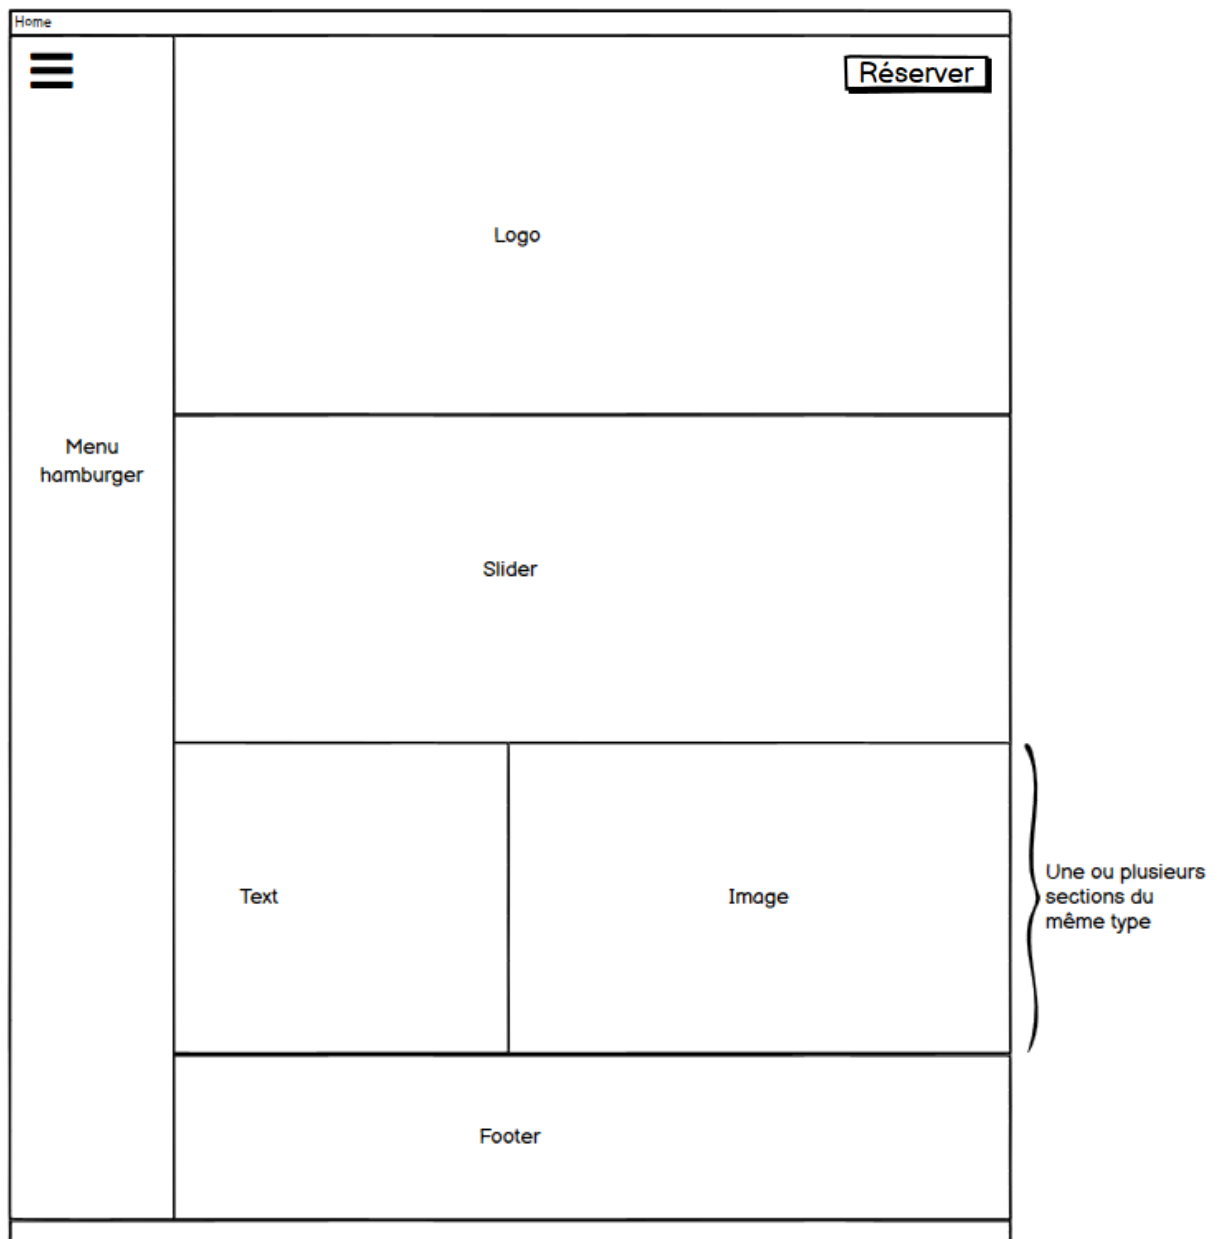 Home
Réserver
Logo
Menu
hamburger
Slider
Text
Image
Une ou plusieurs
sections du
même type
Footer